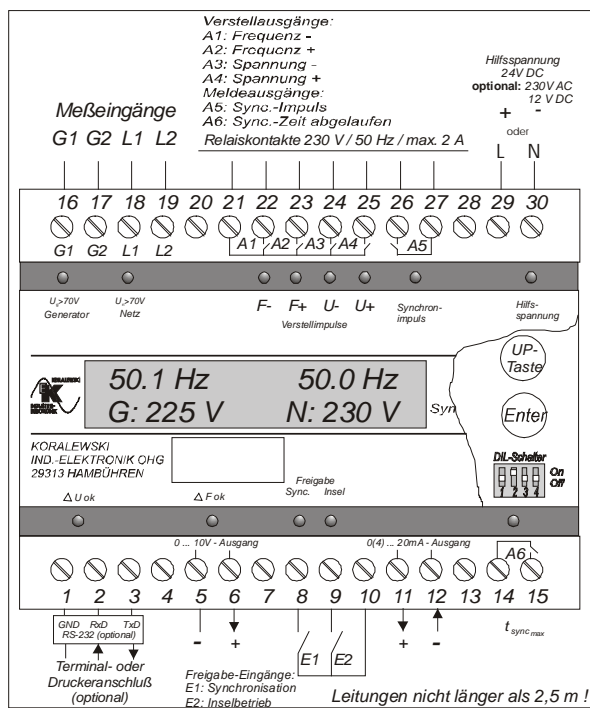 Verstellausgänge:
A1: Frequenz -
A2: Frequenz +
A3: Spannung -
A4: Spannung +
Meldeausgänge:
A5: Sync.-Impuls
A6: Sync.-Zeit abgelaufen
Relaiskontakte 230 V / 50 Hz / max. 2 A
Hilfsspannung
24V DC
optional: 230V AC
12 V DC
+ -
oder
L N
Meßeingänge
G1 G2 L1 L2
16 17 18 19 20 21 22 23 24 25 26 27 28 29 30
G1 G2 L1 L2 A1 A2 A3 A4 A5
F- F+ U- U+
Verstellimpulse
Synchron-
impuls
Hilfs-
spannung
Generator
Netz
50.1 Hz 50.0 Hz
G: 225 V N: 230 V
Syn
UP-
Taste
Enter
KORALEWSKI
IND.-ELEKTRONIK OHG
29313 HAMBÜHREN
DIL-Schalter
On
Off
1 2 3 4
Δ U ok
Δ F ok
Freigabe
Sync. Insel
0 ... 10V - Ausgang
0(4) ... 20mA - Ausgang
A6
1 2 3 4 5 6 7 8 9 10 11 12 13 14 15
GND RxD TxD
RS-232 (optional)
- +
E1 E2
+ -
t sync max
Terminal- oder
Druckeranschluß
(optional)
Freigabe-Eingänge:
E1: Synchronisation
E2: Inselbetrieb
Leitungen nicht länger als 2,5 m !